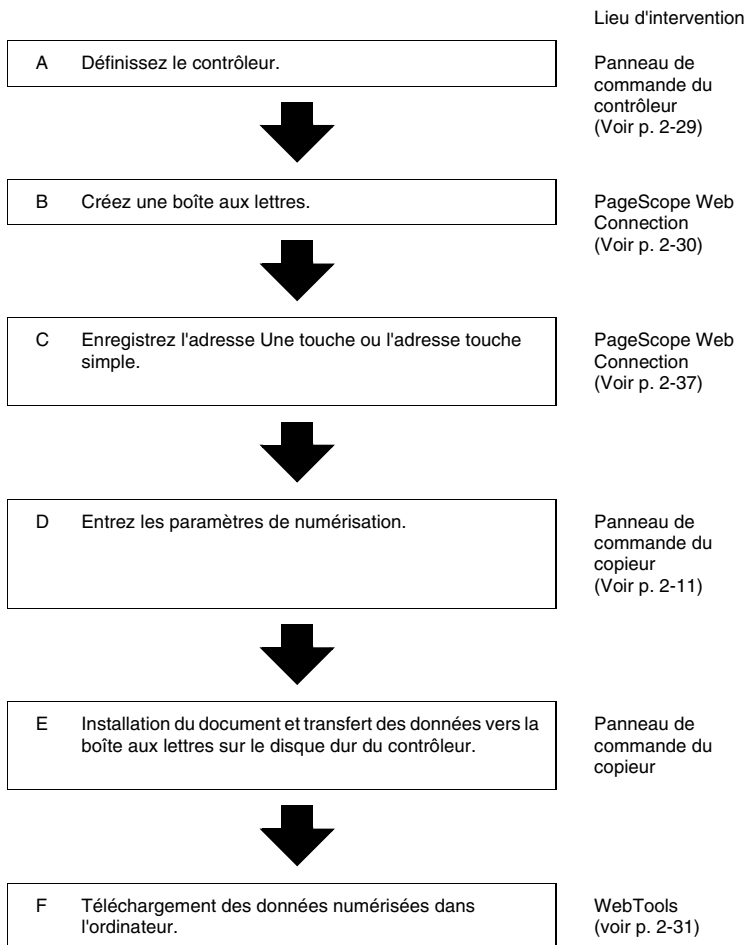 Lieu d'intervention
A Définissez le contrôleur.
Panneau de
commande du
contrôleur
(Voir p. 2-29)
B Créez une boîte aux lettres.
PageScope Web
Connection
(Voir p. 2-30)
C Enregistrez l'adresse Une touche ou l'adresse touche
simple.
PageScope Web
Connection
(Voir p. 2-37)
D Entrez les paramètres de numérisation.
Panneau de
commande du
copieur
(Voir p. 2-11)
E Installation du document et transfert des données vers la
boîte aux lettres sur le disque dur du contrôleur.
Panneau de
commande du
copieur
F Téléchargement des données numérisées dans
l'ordinateur.
WebTools
(voir p. 2-31)